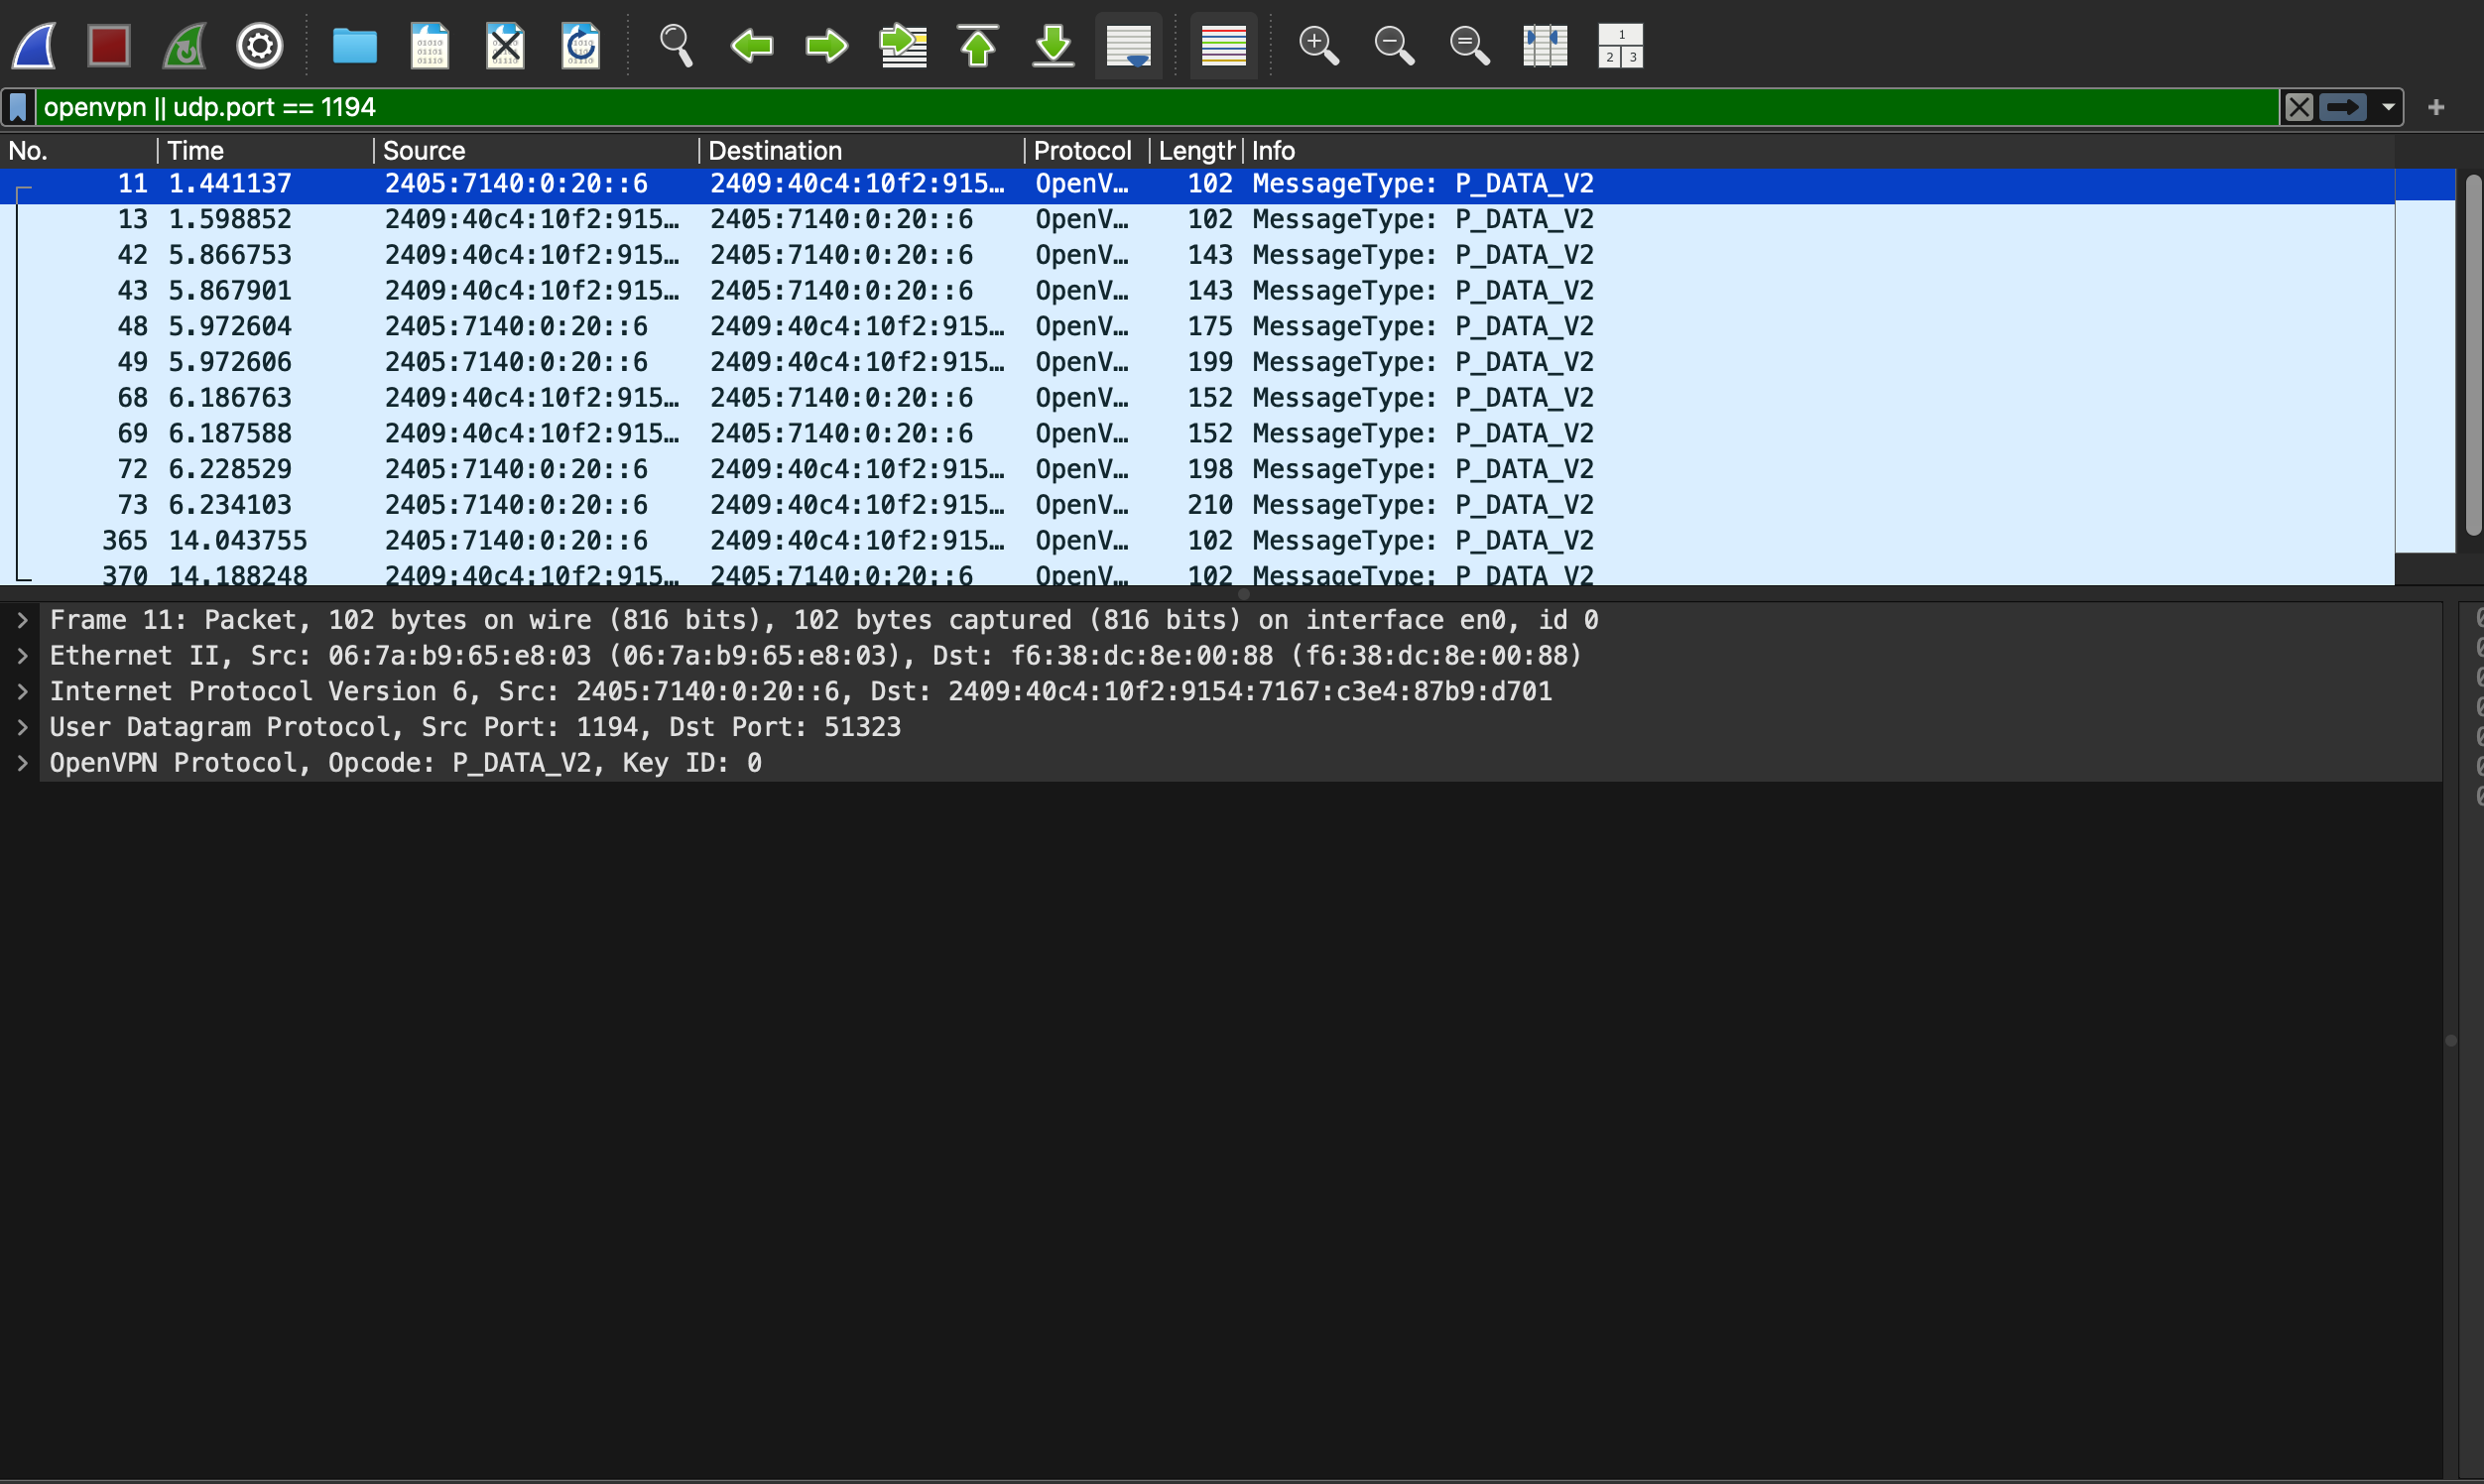 openvpn || udp.port == 1194
No. Time Source Destination Protocol Length Info
11 1.441137 2405:7140:0:20::6 2409:40c4:10f2:915… OpenV… 102 MessageType: P_DATA_V2
13 1.598852 2409:40c4:10f2:915… 2405:7140:0:20::6 OpenV… 102 MessageType: P_DATA_V2
42 5.866753 2409:40c4:10f2:915… 2405:7140:0:20::6 OpenV… 143 MessageType: P_DATA_V2
43 5.867901 2409:40c4:10f2:915… 2405:7140:0:20::6 OpenV… 143 MessageType: P_DATA_V2
48 5.972604 2405:7140:0:20::6 2409:40c4:10f2:915… OpenV… 175 MessageType: P_DATA_V2
49 5.972606 2405:7140:0:20::6 2409:40c4:10f2:915… OpenV… 199 MessageType: P_DATA_V2
68 6.186763 2409:40c4:10f2:915… 2405:7140:0:20::6 OpenV… 152 MessageType: P_DATA_V2
69 6.187588 2409:40c4:10f2:915… 2405:7140:0:20::6 OpenV… 152 MessageType: P_DATA_V2
72 6.228529 2405:7140:0:20::6 2409:40c4:10f2:915… OpenV… 198 MessageType: P_DATA_V2
73 6.234103 2405:7140:0:20::6 2409:40c4:10f2:915… OpenV… 210 MessageType: P_DATA_V2
365 14.043755 2405:7140:0:20::6 2409:40c4:10f2:915… OpenV… 102 MessageType: P_DATA_V2
370 14.188248 2409:40c4:10f2:915… 2405:7140:0:20::6 OpenV… 102 MessageType: P_DATA_V2
Frame 11: Packet, 102 bytes on wire (816 bits), 102 bytes captured (816 bits) on interface en0, id 0
Ethernet II, Src: 06:7a:b9:65:e8:03 (06:7a:b9:65:e8:03), Dst: f6:38:dc:8e:00:88 (f6:38:dc:8e:00:88)
Internet Protocol Version 6, Src: 2405:7140:0:20::6, Dst: 2409:40c4:10f2:9154:7167:c3e4:87b9:d701
User Datagram Protocol, Src Port: 1194, Dst Port: 51323
OpenVPN Protocol, Opcode: P_DATA_V2, Key ID: 0